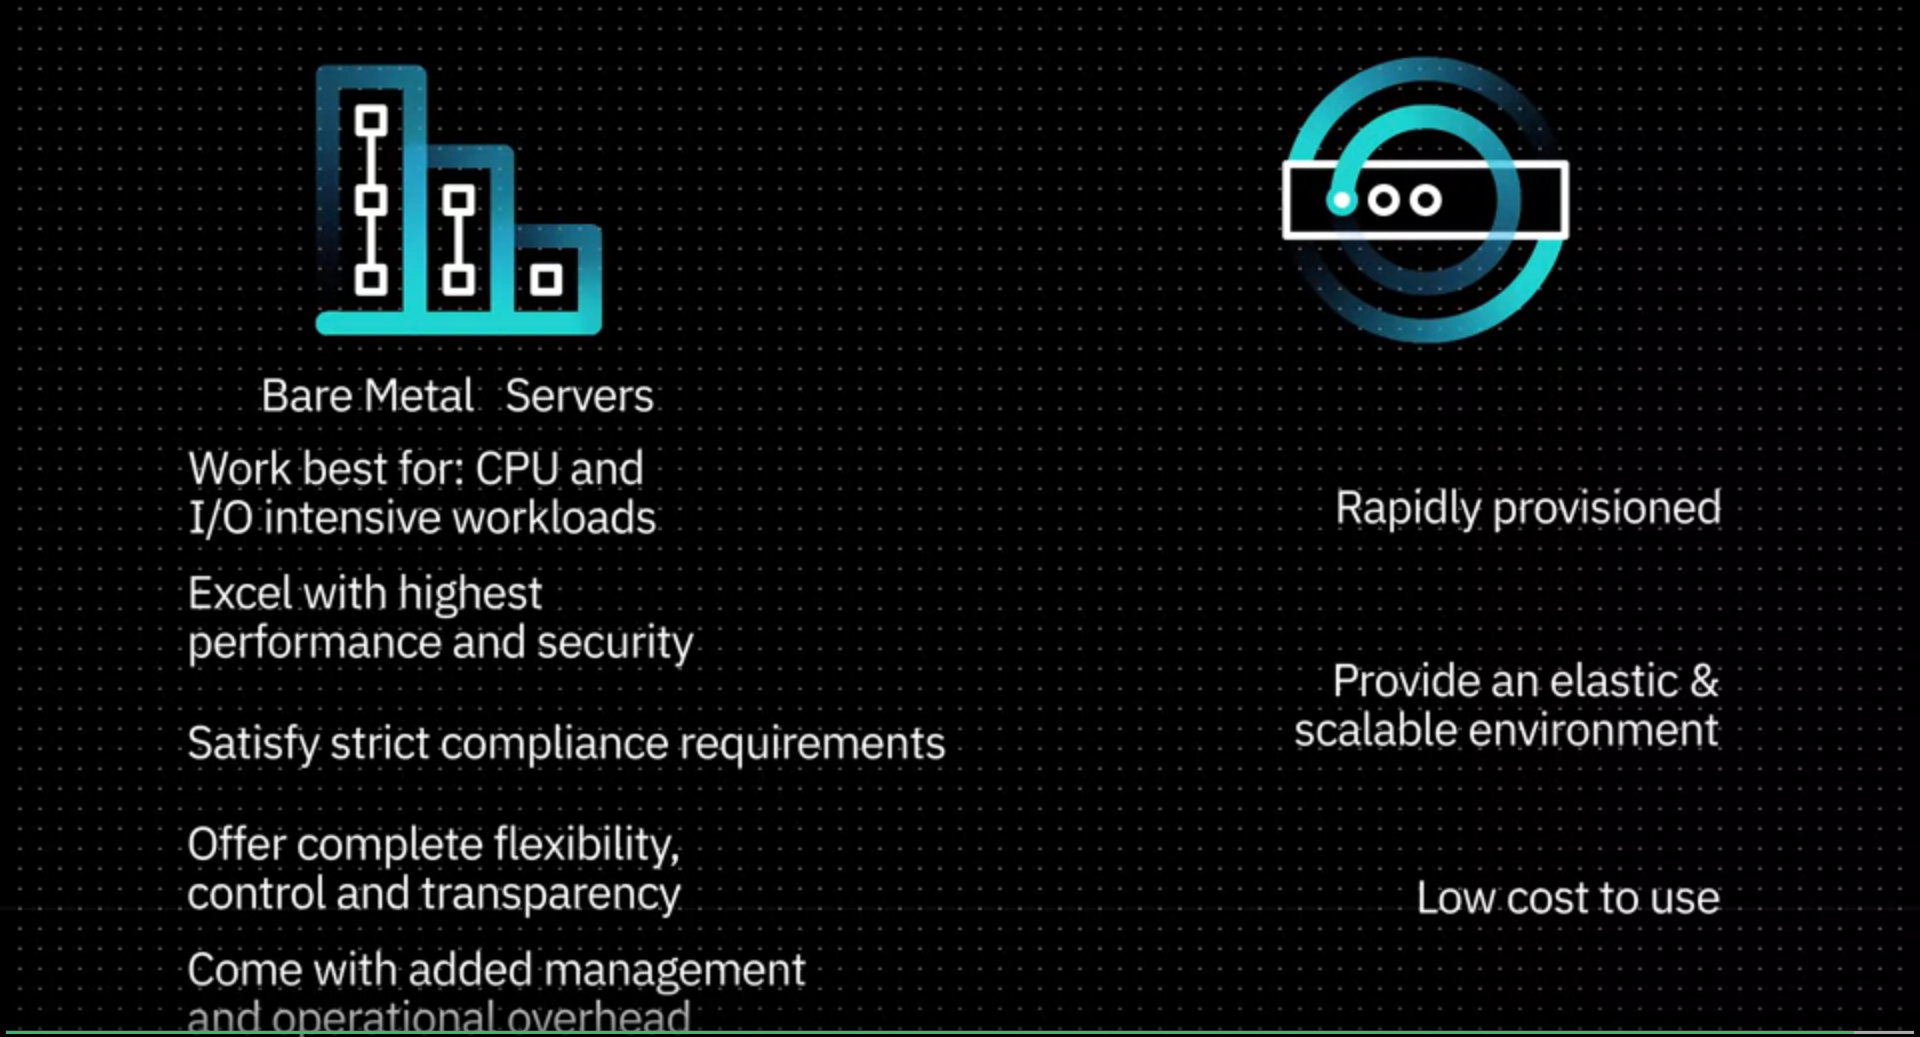 Bare Metal Servers
Work best for: CPU and
I/O intensive workloads
Excel with highest
performance and security
Satisfy strict compliance requirements
Offer complete flexibility,
control and transparency
Come with added management
and operational overhead
Rapidly provisioned
Provide an elastic &
scalable environment
Low cost to use